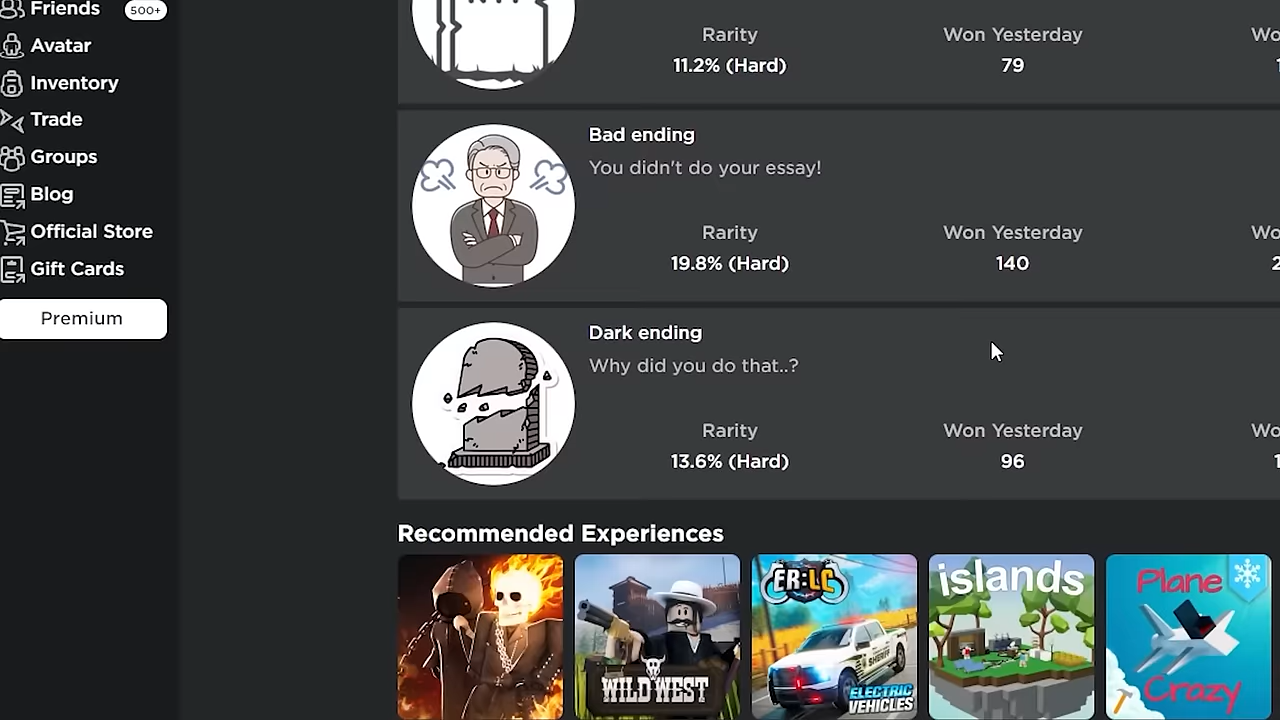 Friends
500+
Avatar
Inventory
Trade
Groups
Blog
Official Store
Gift Cards
Premium
Rarity
Won Yesterday
11.2% (Hard)
79
Bad ending
You didn't do your essay!
Rarity
Won Yesterday
19.8% (Hard)
140
Dark ending
Why did you do that..?
Rarity
Won Yesterday
13.6% (Hard)
96
Recommended Experiences
WILD WEST
ER:LC
SHERIFF
ELECTRIC
VEHICLES
islands
Plane
Crazy